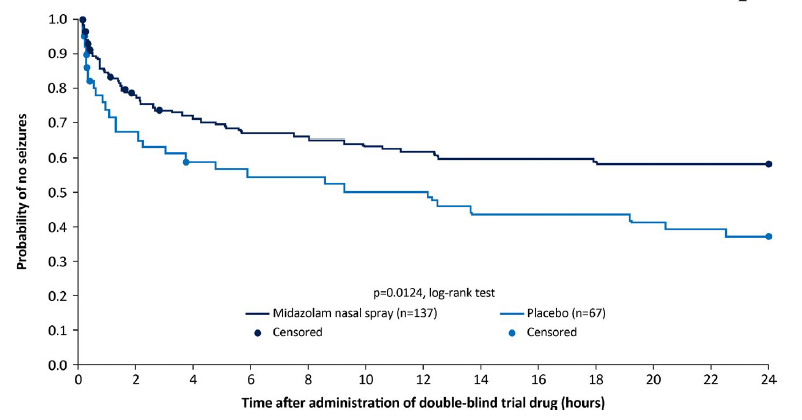 1.0
0.9
0.8
0.7
0.6
0.5
0.4
0.3
0.2
0.1
0.0
Probability of no seizures
p=0.0124, log-rank test
Midazolam nasal spray (n=137) Placebo (n=67)
Censored Censored
0 2 4 6 8 10 12 14 16 18 20 22 24
Time after administration of double-blind trial drug (hours)